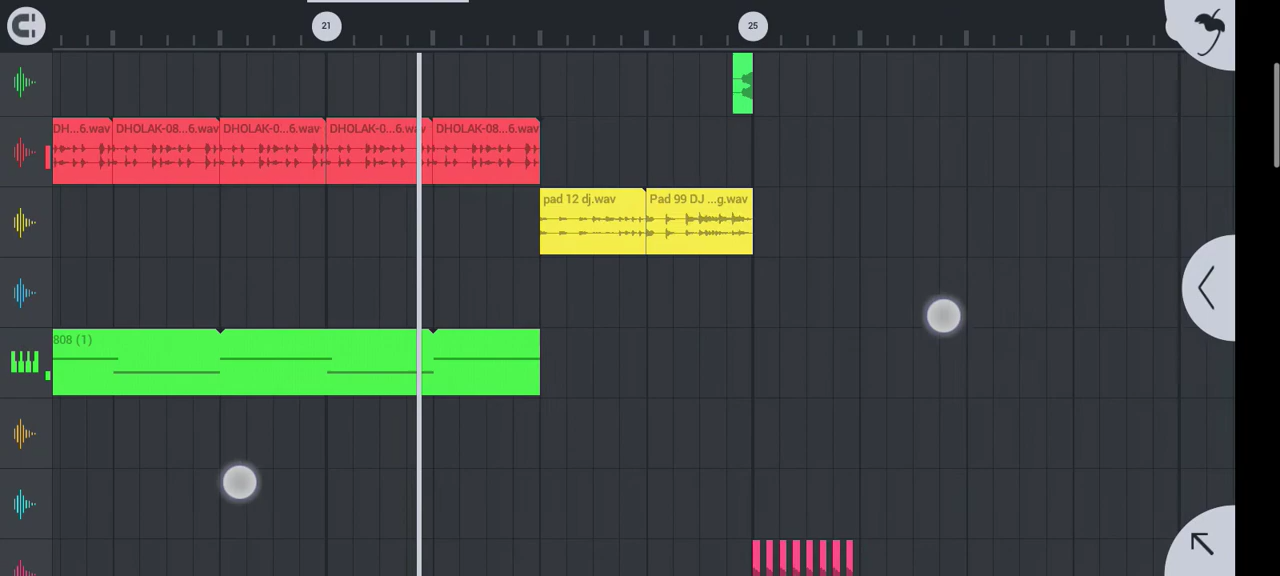 21
25
DH...6.wav
DHOLAK-08...6.wav
DHOLAK-0...6.wav
DHOLAK-0...6.wav
DHOLAK-08...6.wav
pad 12 dj.wav
Pad 99 DJ ...g.wav
808 (1)